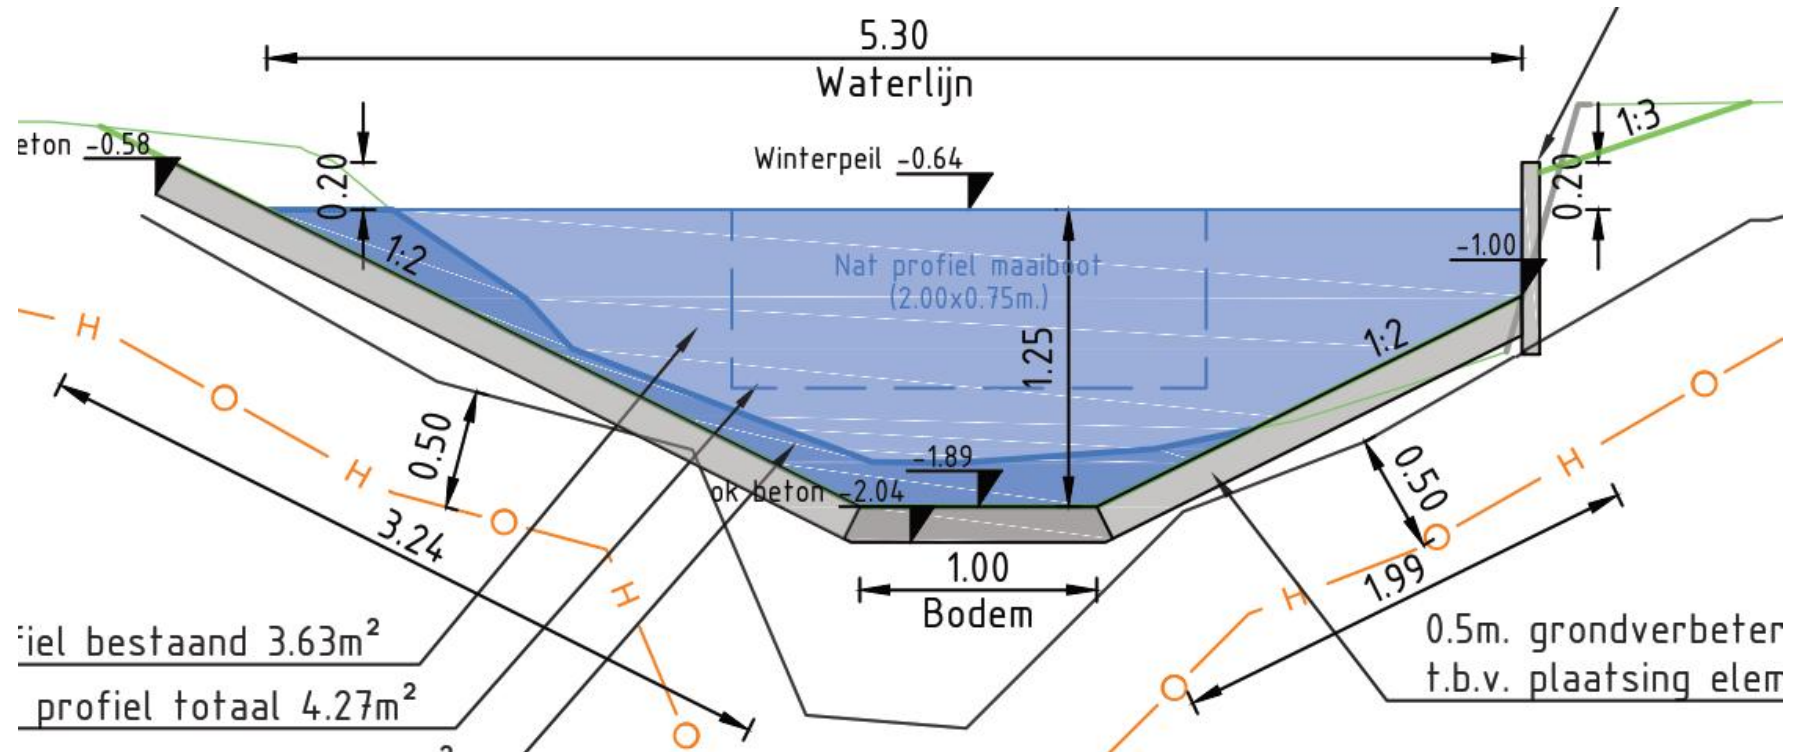 5.30
Waterlijn
eton -0.58
0.20
Winterpeil -0.64
1:3
0.20
1:2
Nat profiel maaiboot
(2.00x0.75m.)
-1.00
1.25
1:2
H
O
H
O
H
O
0.50
3.24
-1.89
ok beton -2.04
1.00
Bodem
0.50
1.99
O
H
O
H
O
fiel bestaand 3.63m²
profiel totaal 4.27m²
2
0.5m. grondverbeter
t.b.v. plaatsing elem